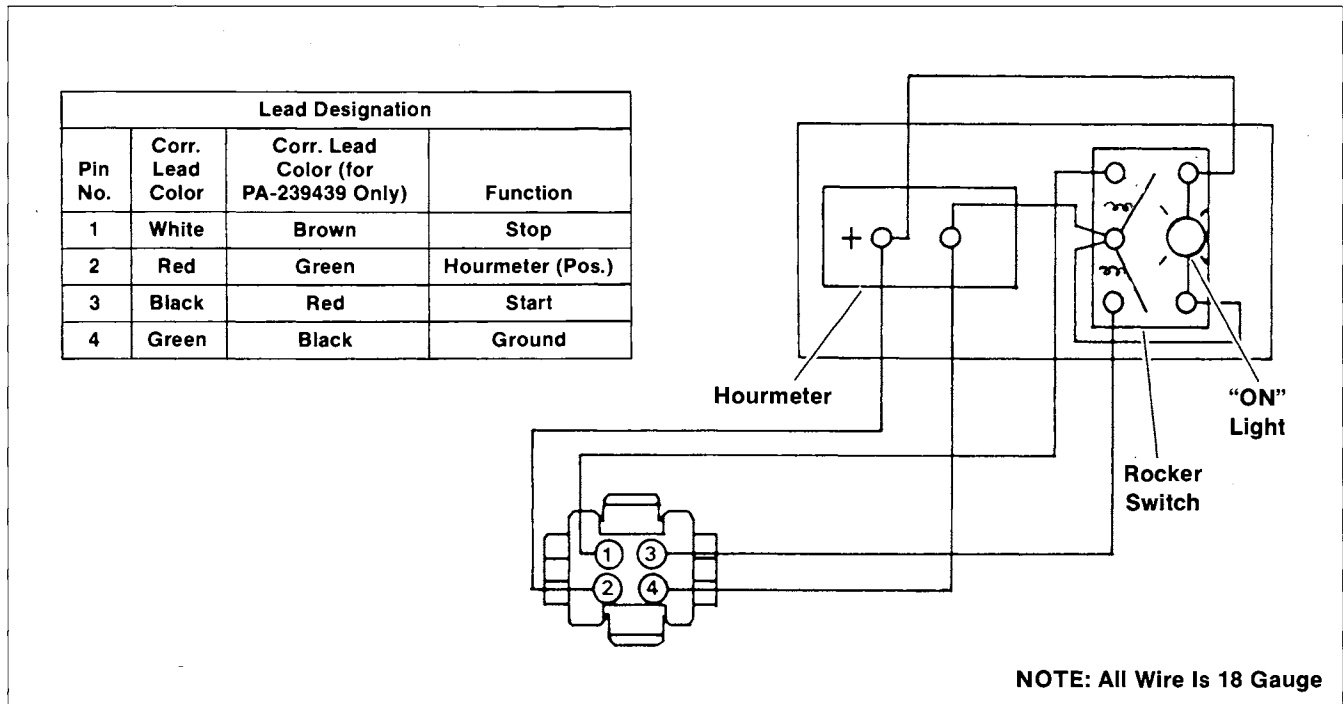 Lead Designation
Pin No. Corr. Lead Color Corr. Lead Color (for PA-239439 Only) Function
1 White Brown Stop
2 Red Green Hourmeter (Pos.)
3 Black Red Start
4 Green Black Ground
+
Hourmeter
"ON"
Light
Rocker
Switch
1 3
2 4
NOTE: All Wire Is 18 Gauge